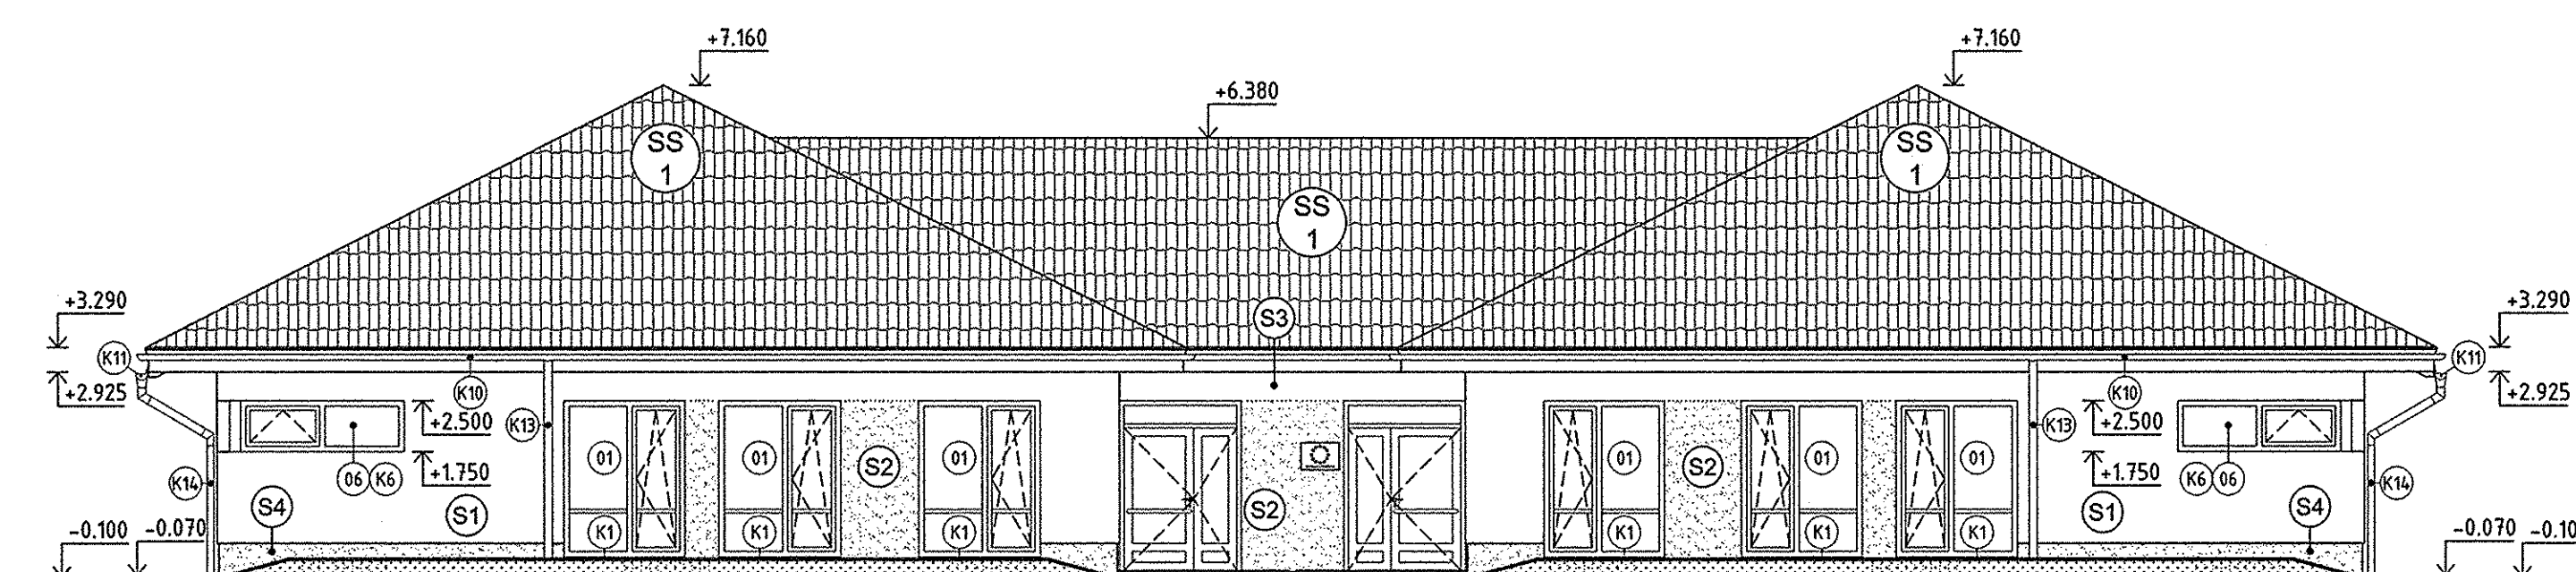 +7.160 +7.160
+6.380
SS 1 SS 1
SS 1
+3.290 S3 +3.290
K11 K11
+2.925 K10 K10 +2.925
+2.500 K13 K13 +2.500
01 01 01 01 01 01
S2 S2
K14 06 K6 +1.750 +1.750 K6 06 K14
S4 S1 S2 S1 S4
-0.100 -0.070 K1 K1 K1 K1 K1 K1 -0.070 -0.10